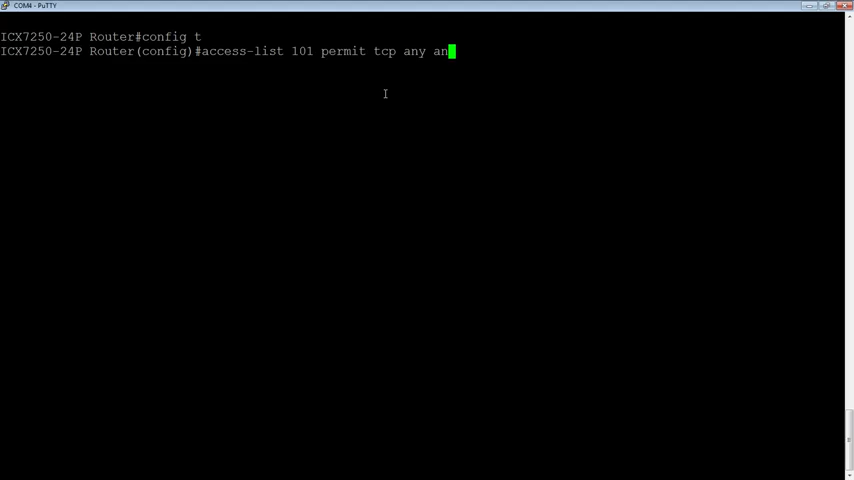 COM4 - PuTTY
ICX7250-24P Router#config t
ICX7250-24P Router(config)#access-list 101 permit tcp any an